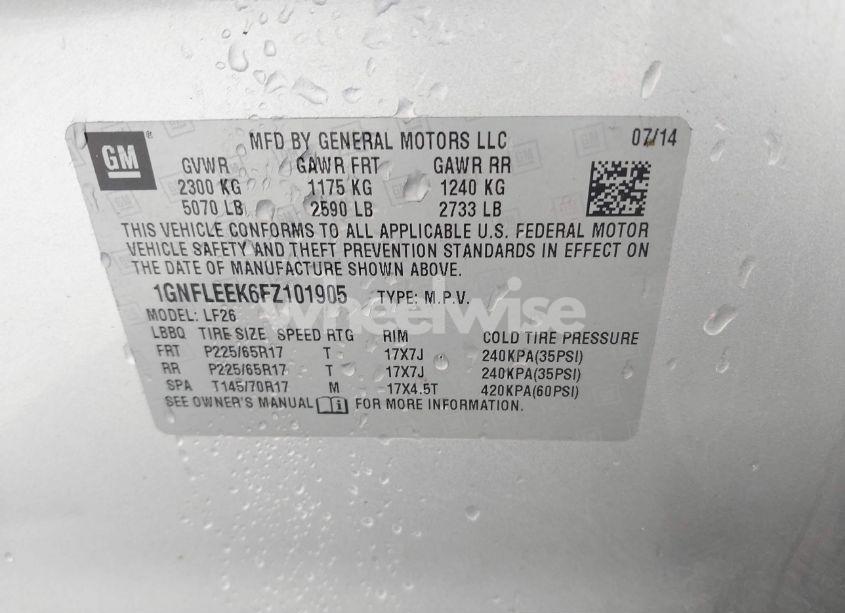 GM
MFD BY GENERAL MOTORS LLC 07/14
GVWR GAWR FRT GAWR RR
2300 KG 1175 KG 1240 KG
5070 LB 2590 LB 2733 LB
THIS VEHICLE CONFORMS TO ALL APPLICABLE U.S. FEDERAL MOTOR
VEHICLE SAFETY AND THEFT PREVENTION STANDARDS IN EFFECT ON
THE DATE OF MANUFACTURE SHOWN ABOVE.
1GNFLEEK6FZ101905 TYPE: M.P.V.
wheelwise
MODEL: LF26
LBBQ TIRE SIZE SPEED RTG RIM COLD TIRE PRESSURE
FRT P225/65R17 T 17X7J 240KPA(35PSI)
RR P225/65R17 T 17X7J 240KPA(35PSI)
SPA T145/70R17 M 17X4.5T 420KPA(60PSI)
SEE OWNER'S MANUAL FOR MORE INFORMATION.